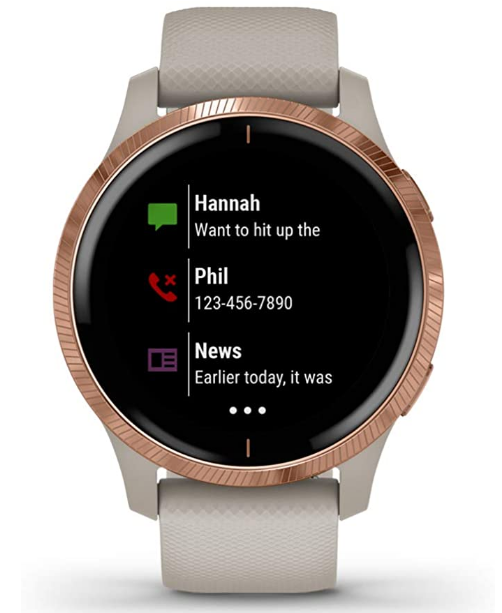 Hannah
Want to hit up the
Phil
123-456-7890
News
Earlier today, it was